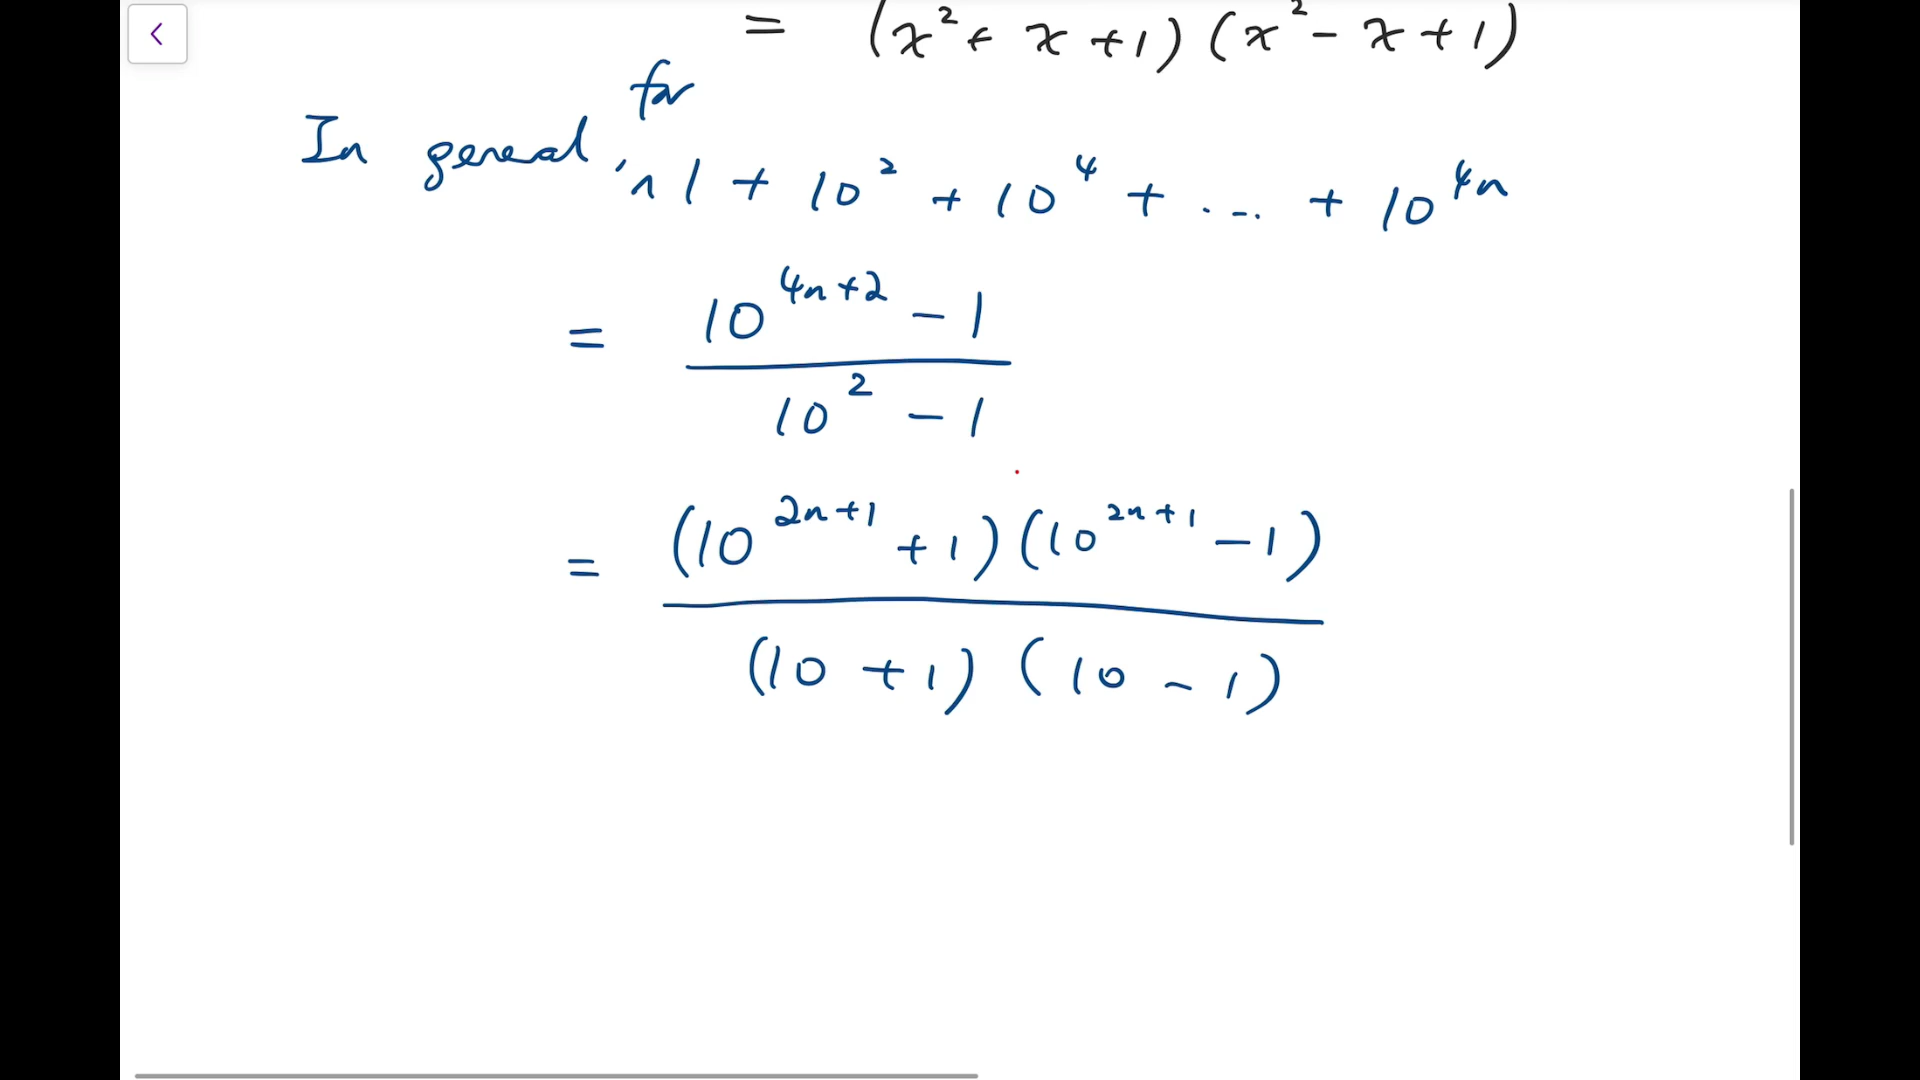 = (x² + x + 1) (x² - x + 1)
for
In general, n 1 + 10² + 10⁴ + ... + 10⁴ⁿ
= 10⁴ⁿ⁺² - 1
10² - 1
= (10²ⁿ⁺¹ + 1) (10²ⁿ⁺¹ - 1)
(10 + 1) (10 - 1)